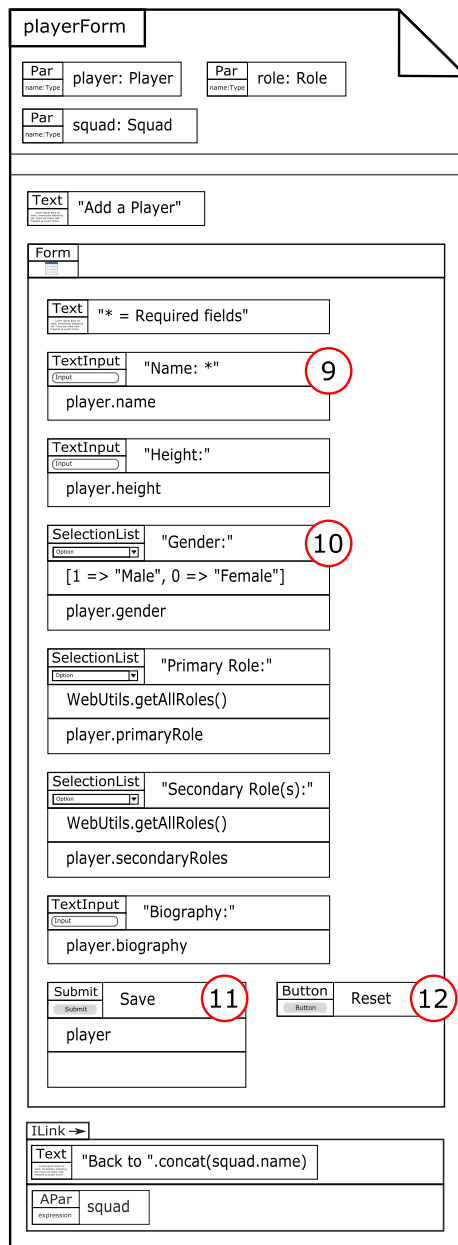 playerForm
Par
name:Type
player: Player
Par
name:Type
role: Role
Par
name:Type
squad: Squad
Text
"Add a Player"
Form
Text
"* = Required fields"
TextInput
Input
"Name: *"
9
player.name
TextInput
Input
"Height:"
player.height
SelectionList
Option
"Gender:"
10
[1 => "Male", 0 => "Female"]
player.gender
SelectionList
Option
"Primary Role:"
WebUtils.getAllRoles()
player.primaryRole
SelectionList
Option
"Secondary Role(s):"
WebUtils.getAllRoles()
player.secondaryRoles
TextInput
Input
"Biography:"
player.biography
Submit
Submit
Save
11
player
Button
Button
Reset
12
ILink
Text
"Back to ".concat(squad.name)
APar
expression
squad